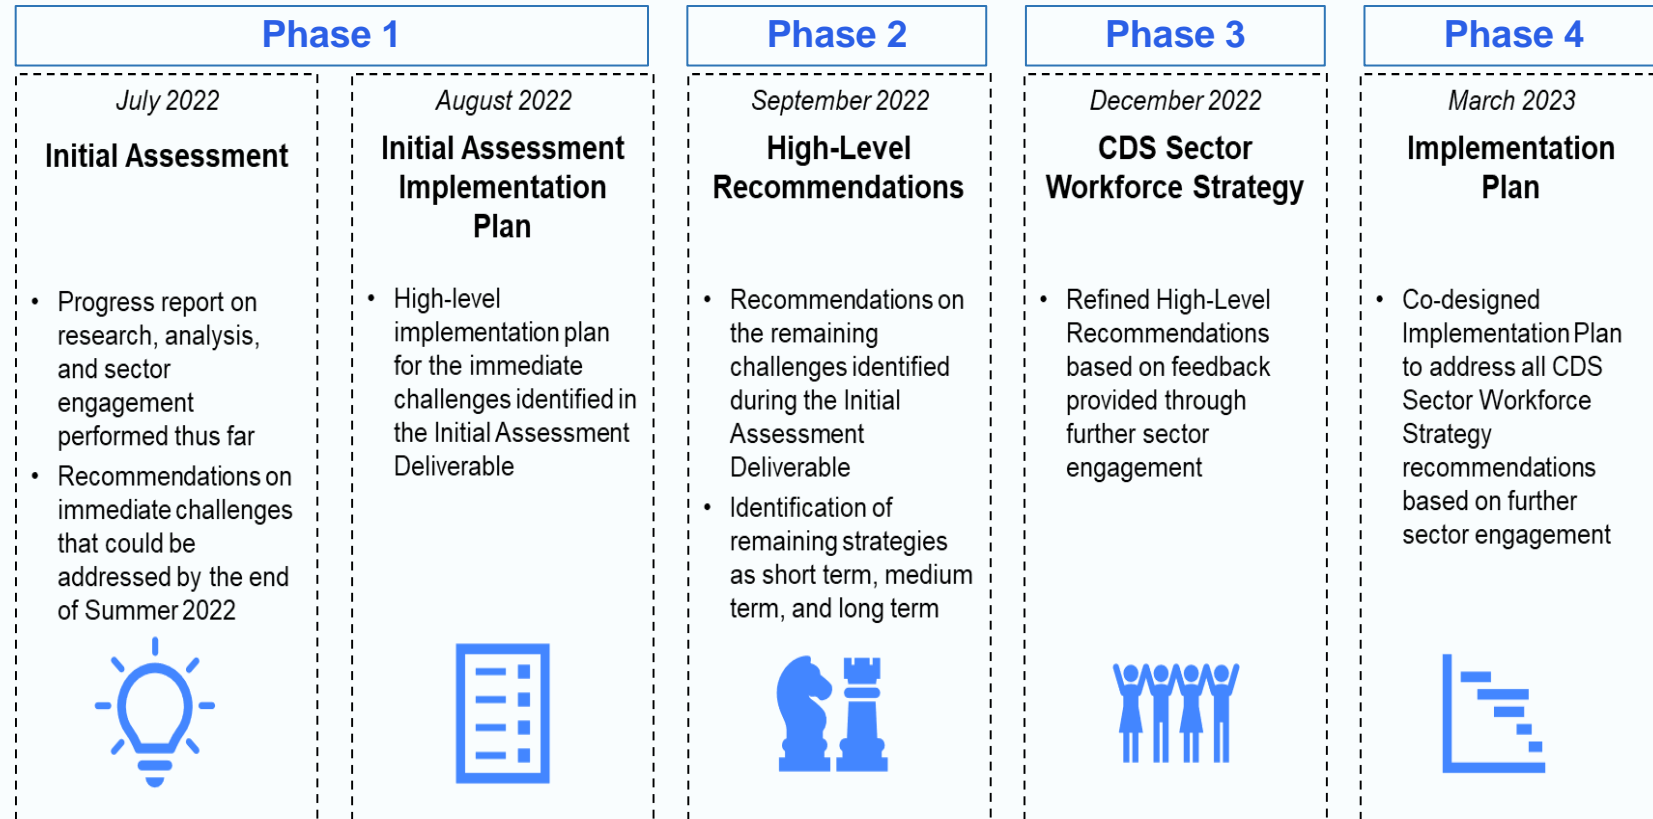 Phase 1
July 2022
Initial Assessment
• Progress report on
research, analysis,
and sector
engagement
performed thus far
• Recommendations on
immediate challenges
that could be
addressed by the end
of Summer 2022
August 2022
Initial Assessment
Implementation
Plan
• High-level
implementation plan
for the immediate
challenges identified in
the Initial Assessment
Deliverable
Phase 2
September 2022
High-Level
Recommendations
• Recommendations on
the remaining
challenges identified
during the Initial
Assessment
Deliverable
• Identification of
remaining strategies
as short term, medium
term, and long term
Phase 3
December 2022
CDS Sector
Workforce Strategy
• Refined High-Level
Recommendations
based on feedback
provided through
further sector
engagement
Phase 4
March 2023
Implementation
Plan
• Co-designed
Implementation Plan
to address all CDS
Sector Workforce
Strategy
recommendations
based on further
sector engagement